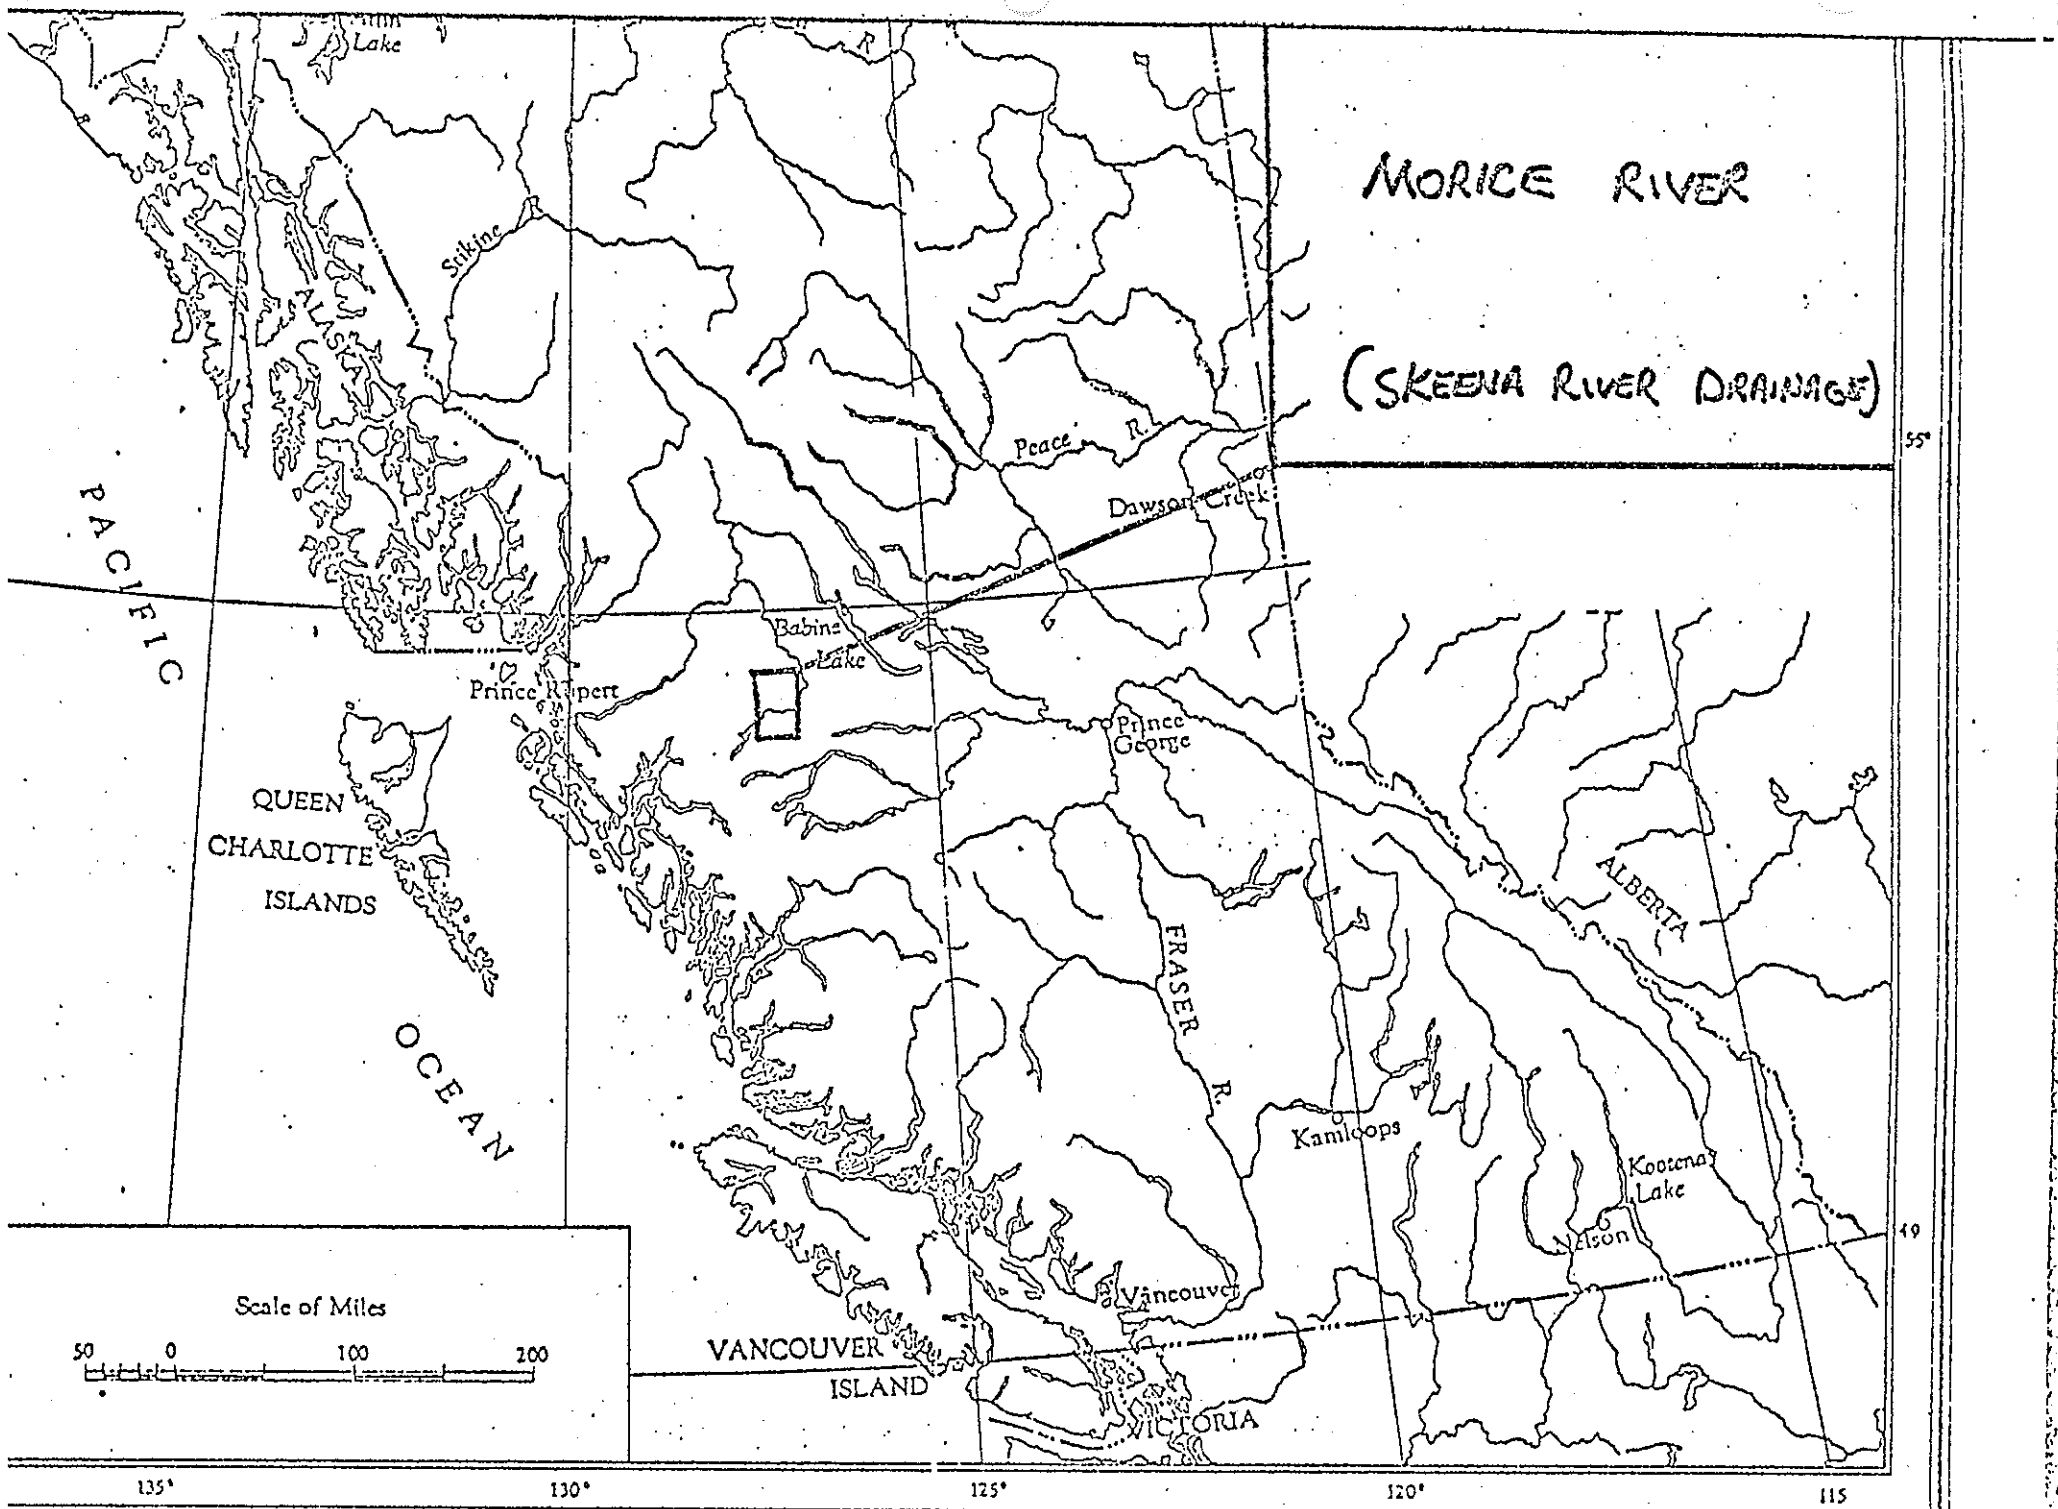 Lake
R
MORICE RIVER
Stikine
R
ALASKA
(SKEENA RIVER DRAINAGE)
Peace R.
55°
PACIFIC
Dawson Creek
Babine
Lake
Prince Rupert
Prince
George
QUEEN
CHARLOTTE
ISLANDS
ALBERTA
FRASER
R.
OCEAN
Kamloops
Kootenay
Lake
Nelson
49
Scale of Miles
Vancouver
50 0 100 200
VANCOUVER
ISLAND
VICTORIA
135° 130° 125° 120° 115